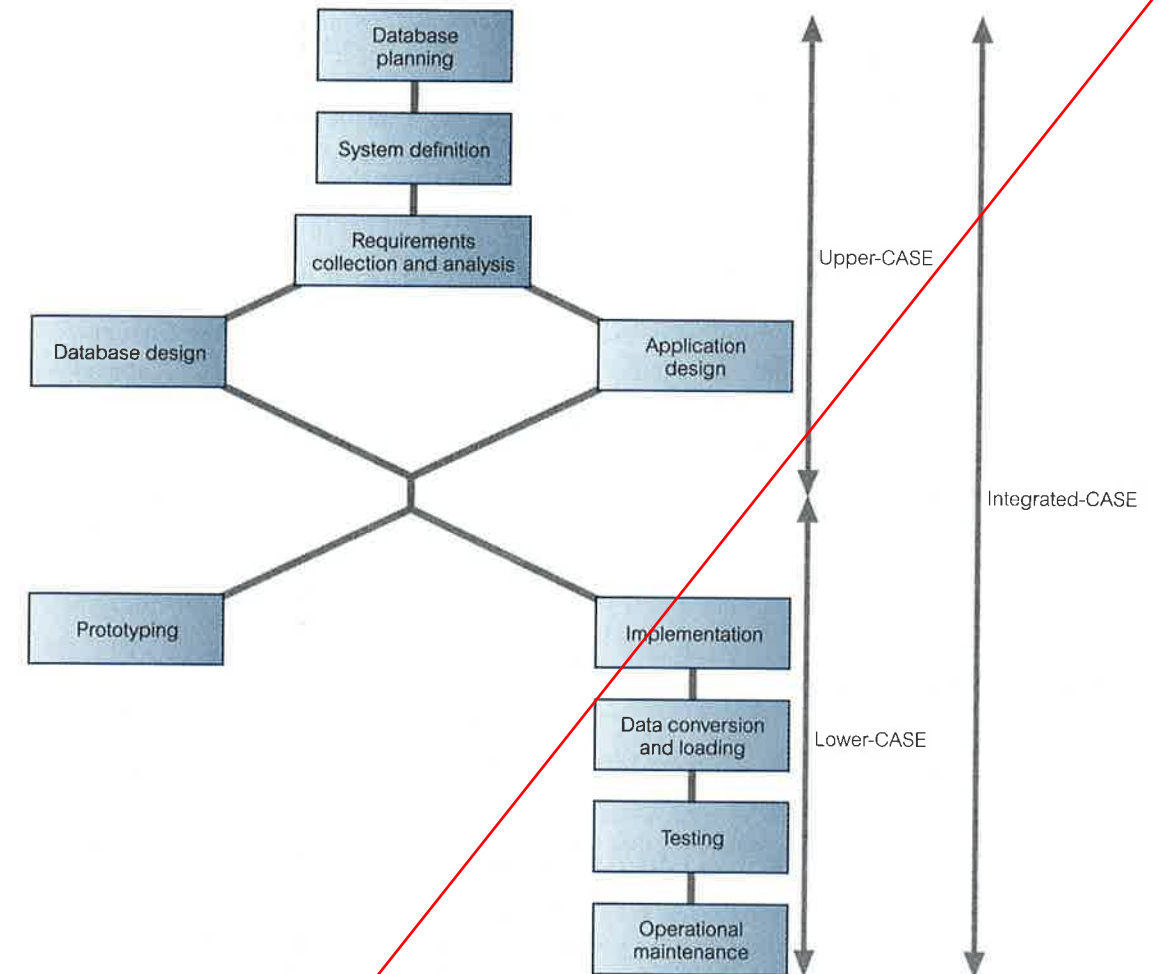 Database
planning
System definition
Requirements
collection and analysis
Upper-CASE
Database design
Application
design
Integrated-CASE
Prototyping
Implementation
Data conversion
and loading
Lower-CASE
Testing
Operational
maintenance